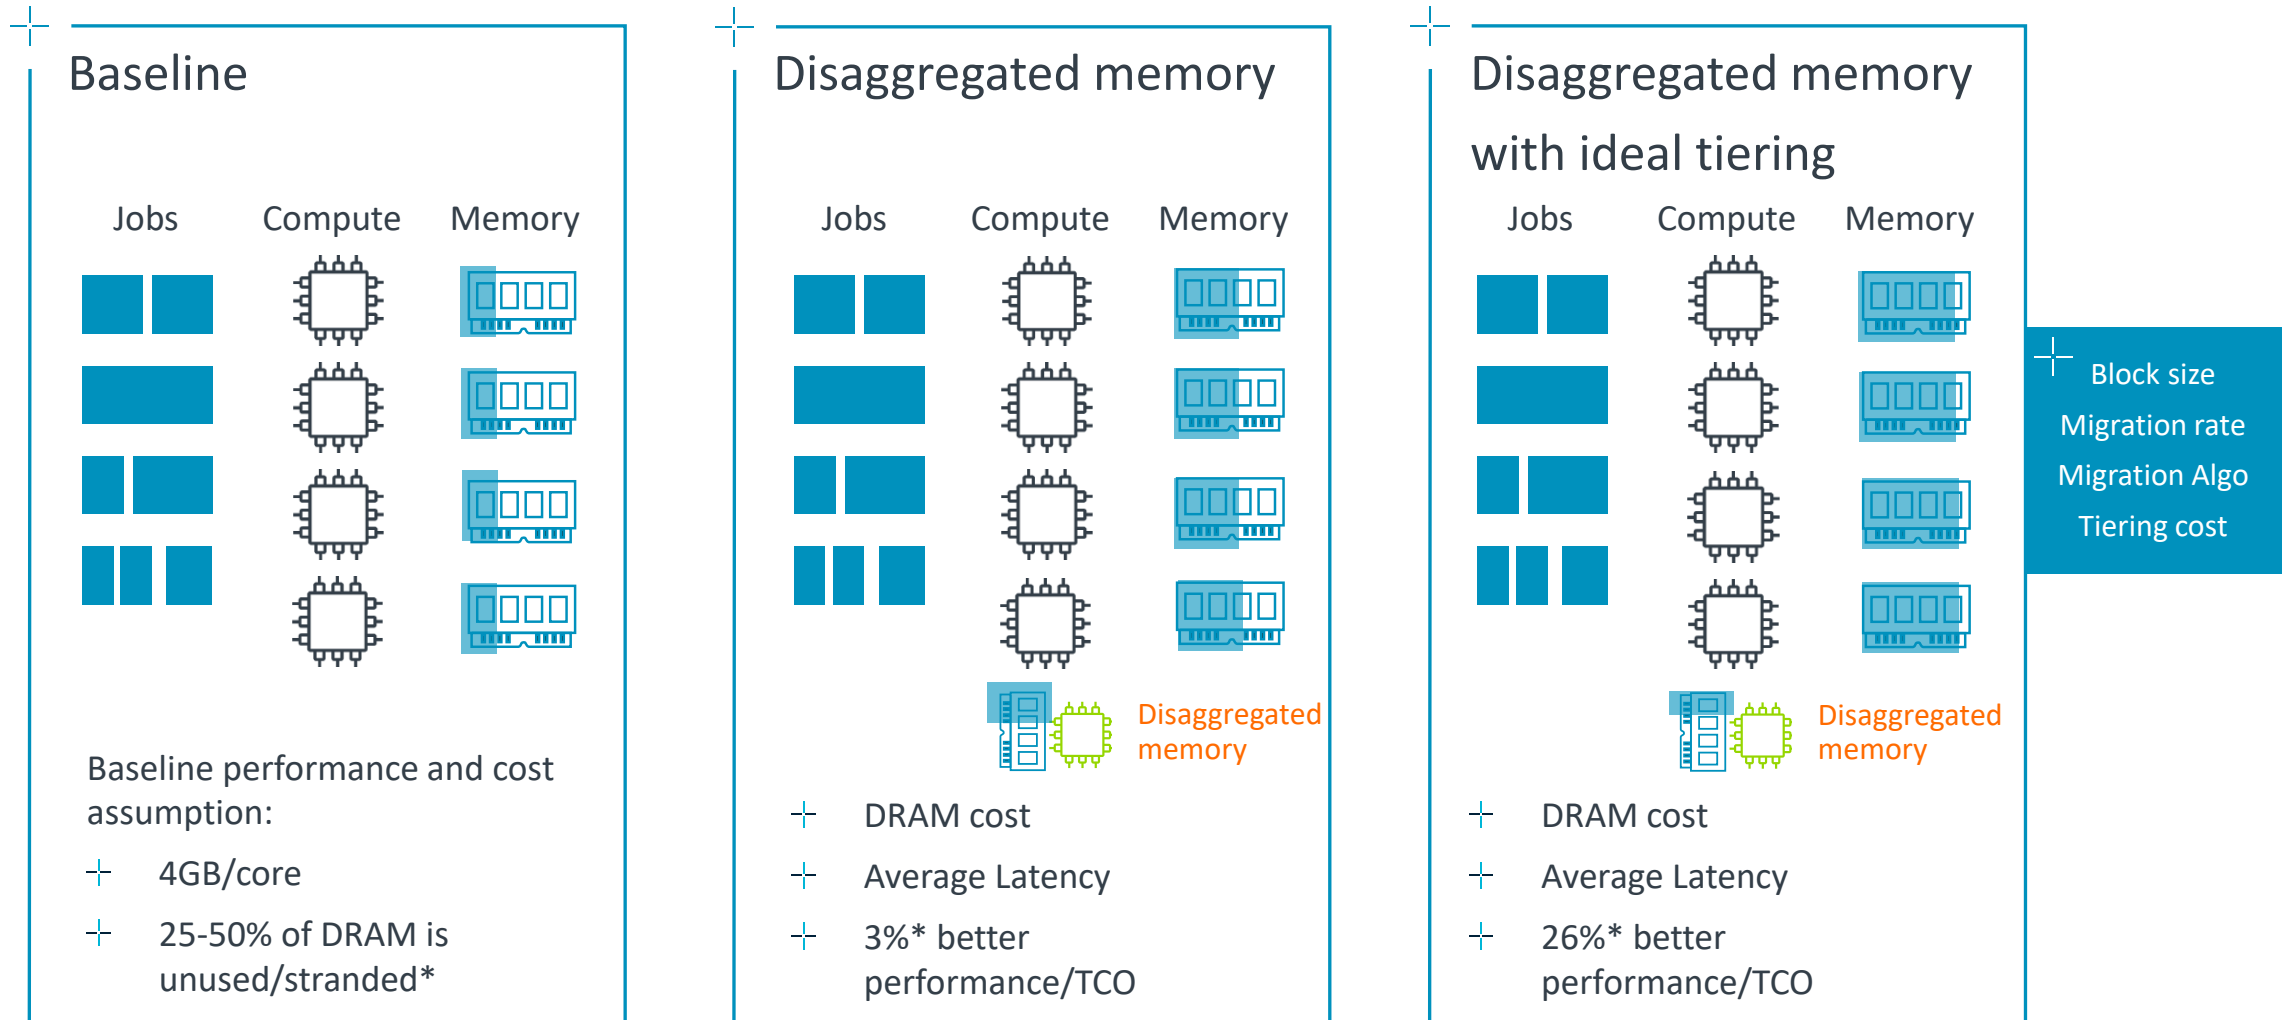 Baseline
Jobs Compute Memory
Baseline performance and cost
assumption:
4GB/core
25-50% of DRAM is
unused/stranded*
Disaggregated memory
Jobs Compute Memory
Disaggregated
memory
DRAM cost
Average Latency
3%* better
performance/TCO
Disaggregated memory
with ideal tiering
Jobs Compute Memory
Disaggregated
memory
DRAM cost
Average Latency
26%* better
performance/TCO
Block size
Migration rate
Migration Algo
Tiering cost